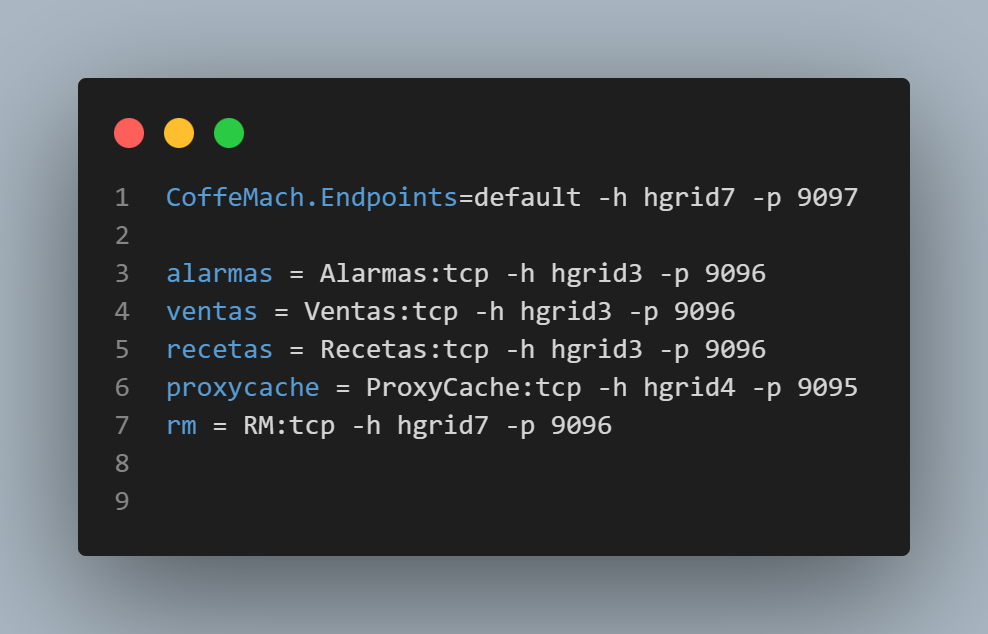 1 CoffeMach.Endpoints=default -h hgrid7 -p 9097
2
3 alarmas = Alarmas:tcp -h hgrid3 -p 9096
4 ventas = Ventas:tcp -h hgrid3 -p 9096
5 recetas = Recetas:tcp -h hgrid3 -p 9096
6 proxycache = ProxyCache:tcp -h hgrid4 -p 9095
7 rm = RM:tcp -h hgrid7 -p 9096
8
9